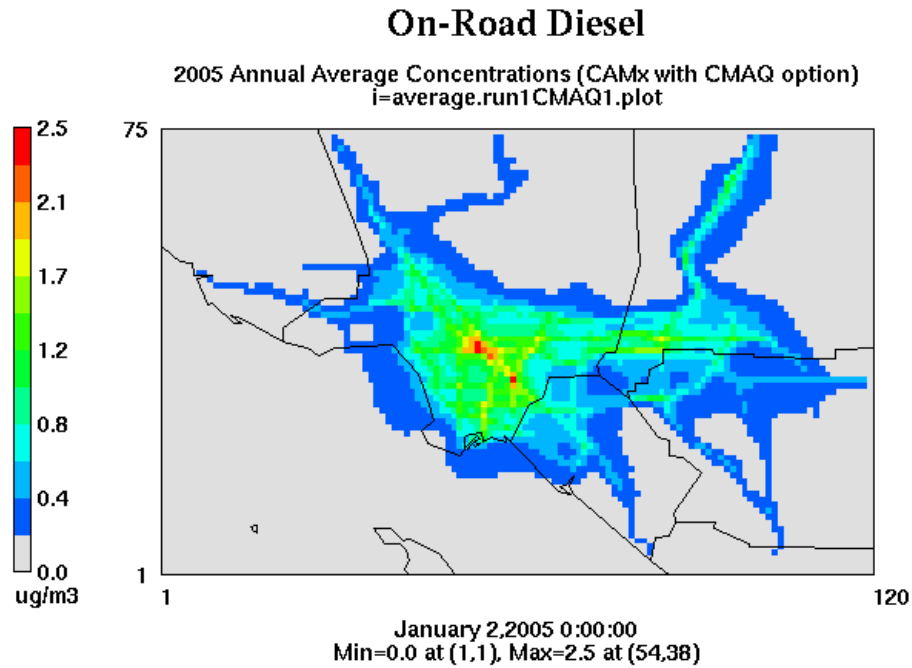 On-Road Diesel
2005 Annual Average Concentrations (CAMx with CMAQ option)
i=average.run1CMAQ1.plot
2.5
2.1
1.7
1.2
0.8
0.4
0.0
ug/m3
75
1
1
120
January 2,2005 0:00:00
Min=0.0 at (1,1), Max=2.5 at (54,38)